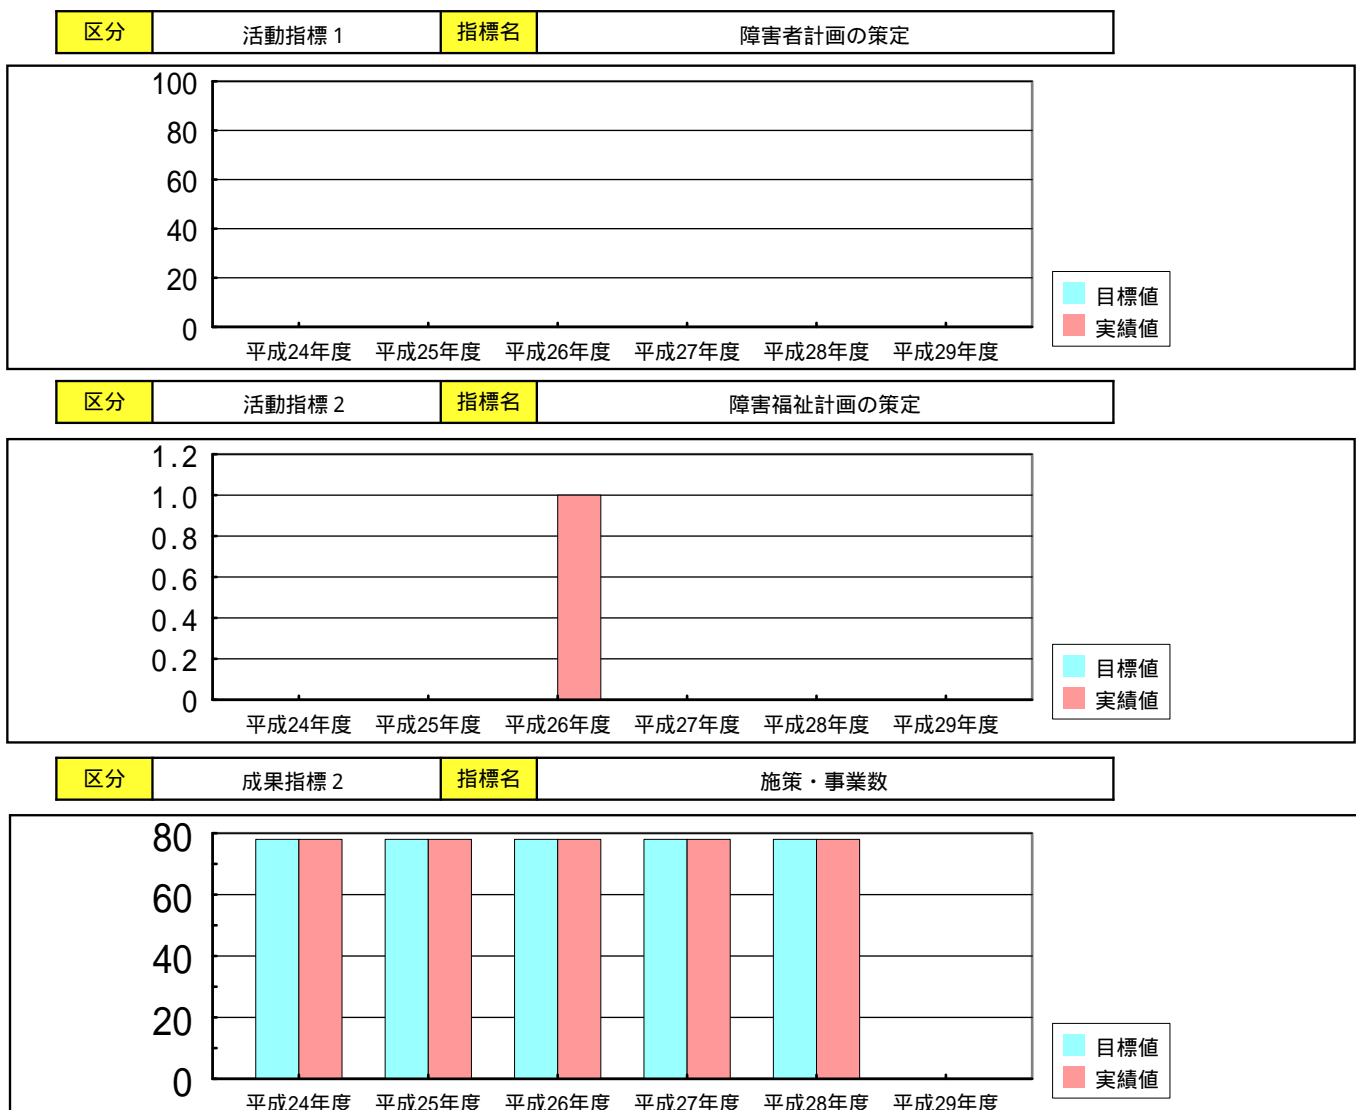 区分 活動指標１ 指標名 障害者計画の策定
100
80
60
40
20
0
平成24年度 平成25年度 平成26年度 平成27年度 平成28年度 平成29年度
目標値
実績値
区分 活動指標２ 指標名 障害福祉計画の策定
1.2
1.0
0.8
0.6
0.4
0.2
0
平成24年度 平成25年度 平成26年度 平成27年度 平成28年度 平成29年度
目標値
実績値
区分 成果指標２ 指標名 施策・事業数
80
60
40
20
0
平成24年度 平成25年度 平成26年度 平成27年度 平成28年度 平成29年度
目標値
実績値